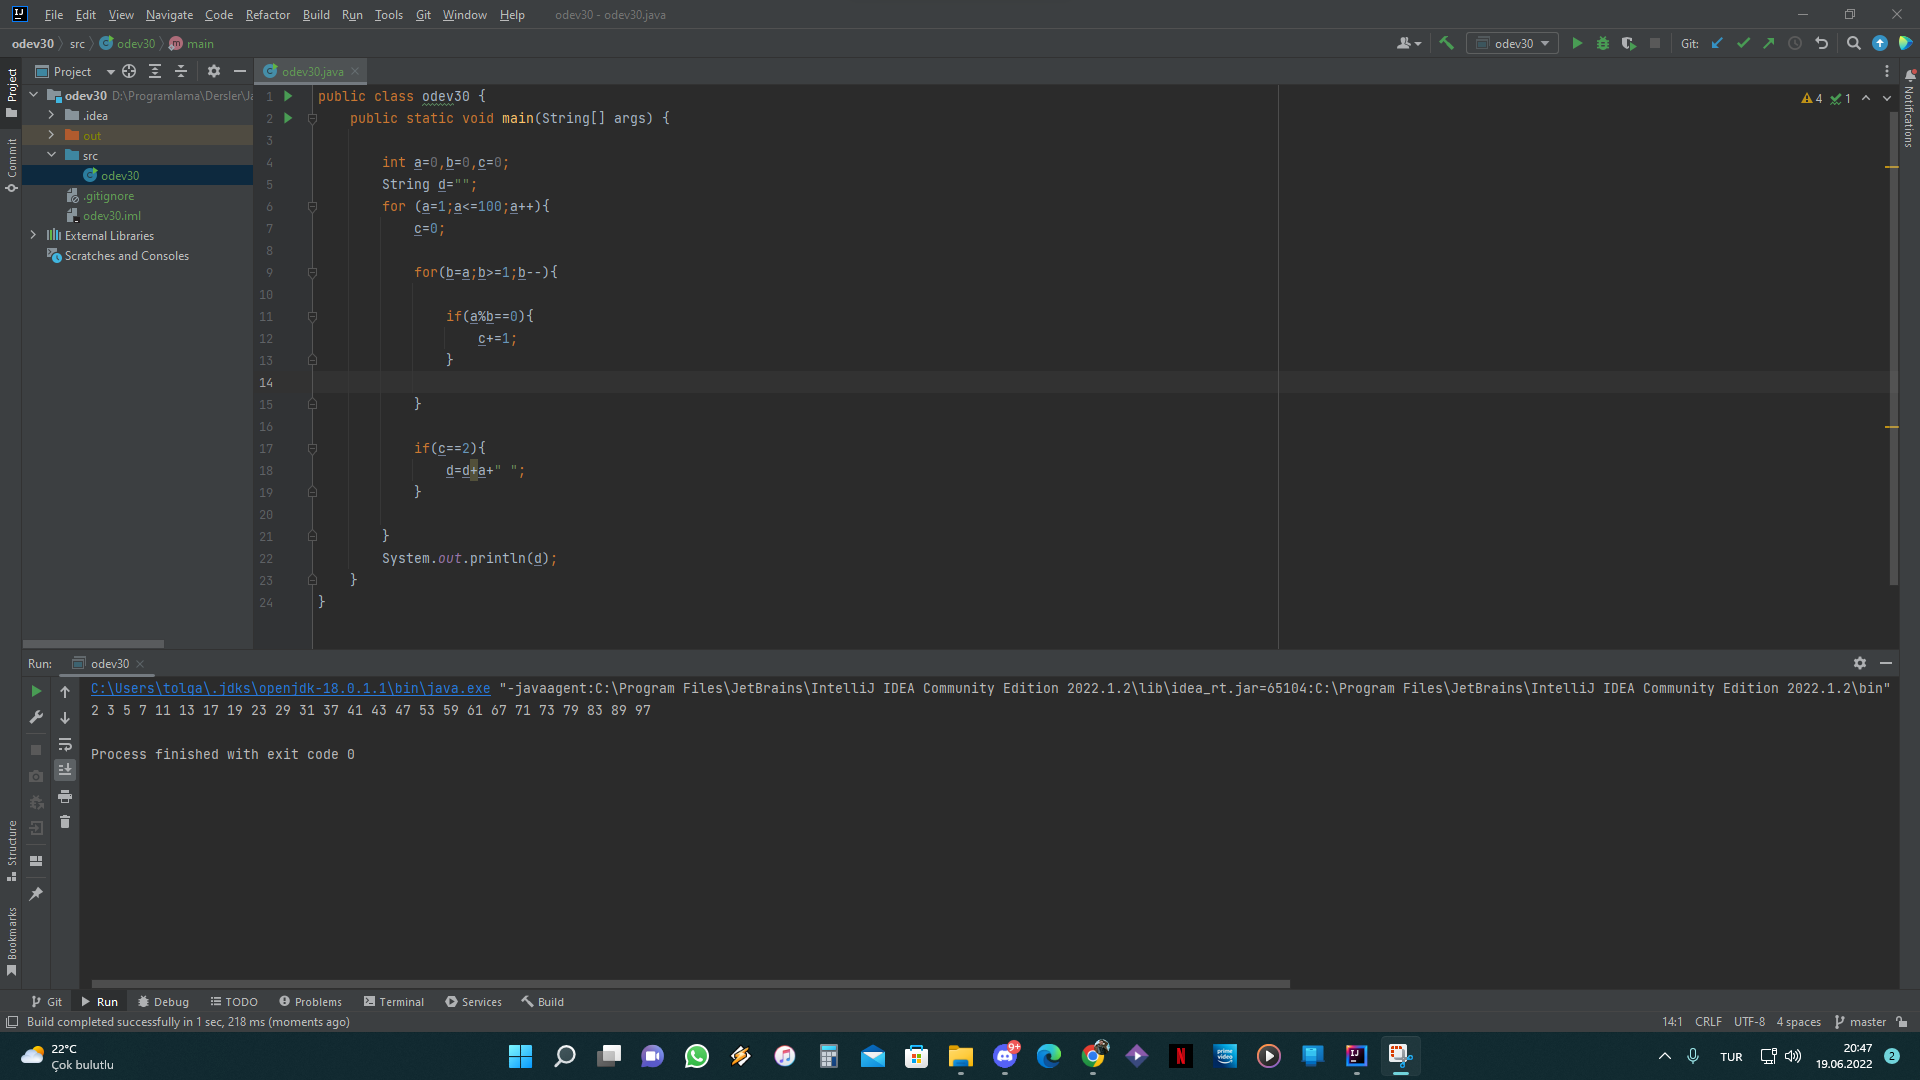 File Edit View Navigate Code Refactor Build Run Tools Git Window Help odev30 - odev30.java
odev30 src odev30 main odev30 Git:
Project odev30.java
Project
odev30 D:\Programlama\Dersler\Ja
.idea
out
src
odev30
.gitignore
odev30.iml
External Libraries
Scratches and Consoles
Commit
1 public class odev30 {
2 public static void main(String[] args) {
3
4 int a=0,b=0,c=0;
5 String d="";
6 for (a=1;a<=100;a++){
7 c=0;
8
9 for(b=a;b>=1;b--){
10
11 if(a%b==0){
12 c+=1;
13 }
14
15 }
16
17 if(c==2){
18 d=d+a+" ";
19 }
20
21 }
22 System.out.println(d);
23 }
24 }
4 1
Notifications
Run: odev30
C:\Users\tolga\.jdks\openjdk-18.0.1.1\bin\java.exe "-javaagent:C:\Program Files\JetBrains\IntelliJ IDEA Community Edition 2022.1.2\lib\idea_rt.jar=65104:C:\Program Files\JetBrains\IntelliJ IDEA Community Edition 2022.1.2\bin"
2 3 5 7 11 13 17 19 23 29 31 37 41 43 47 53 59 61 67 71 73 79 83 89 97
Process finished with exit code 0
Structure
Bookmarks
Git Run Debug TODO Problems Terminal Services Build
Build completed successfully in 1 sec, 218 ms (moments ago) 14:1 CRLF UTF-8 4 spaces master
22°C
Çok bulutlu
9+
prime video
N
IJ
TUR
20:47
19.06.2022
2